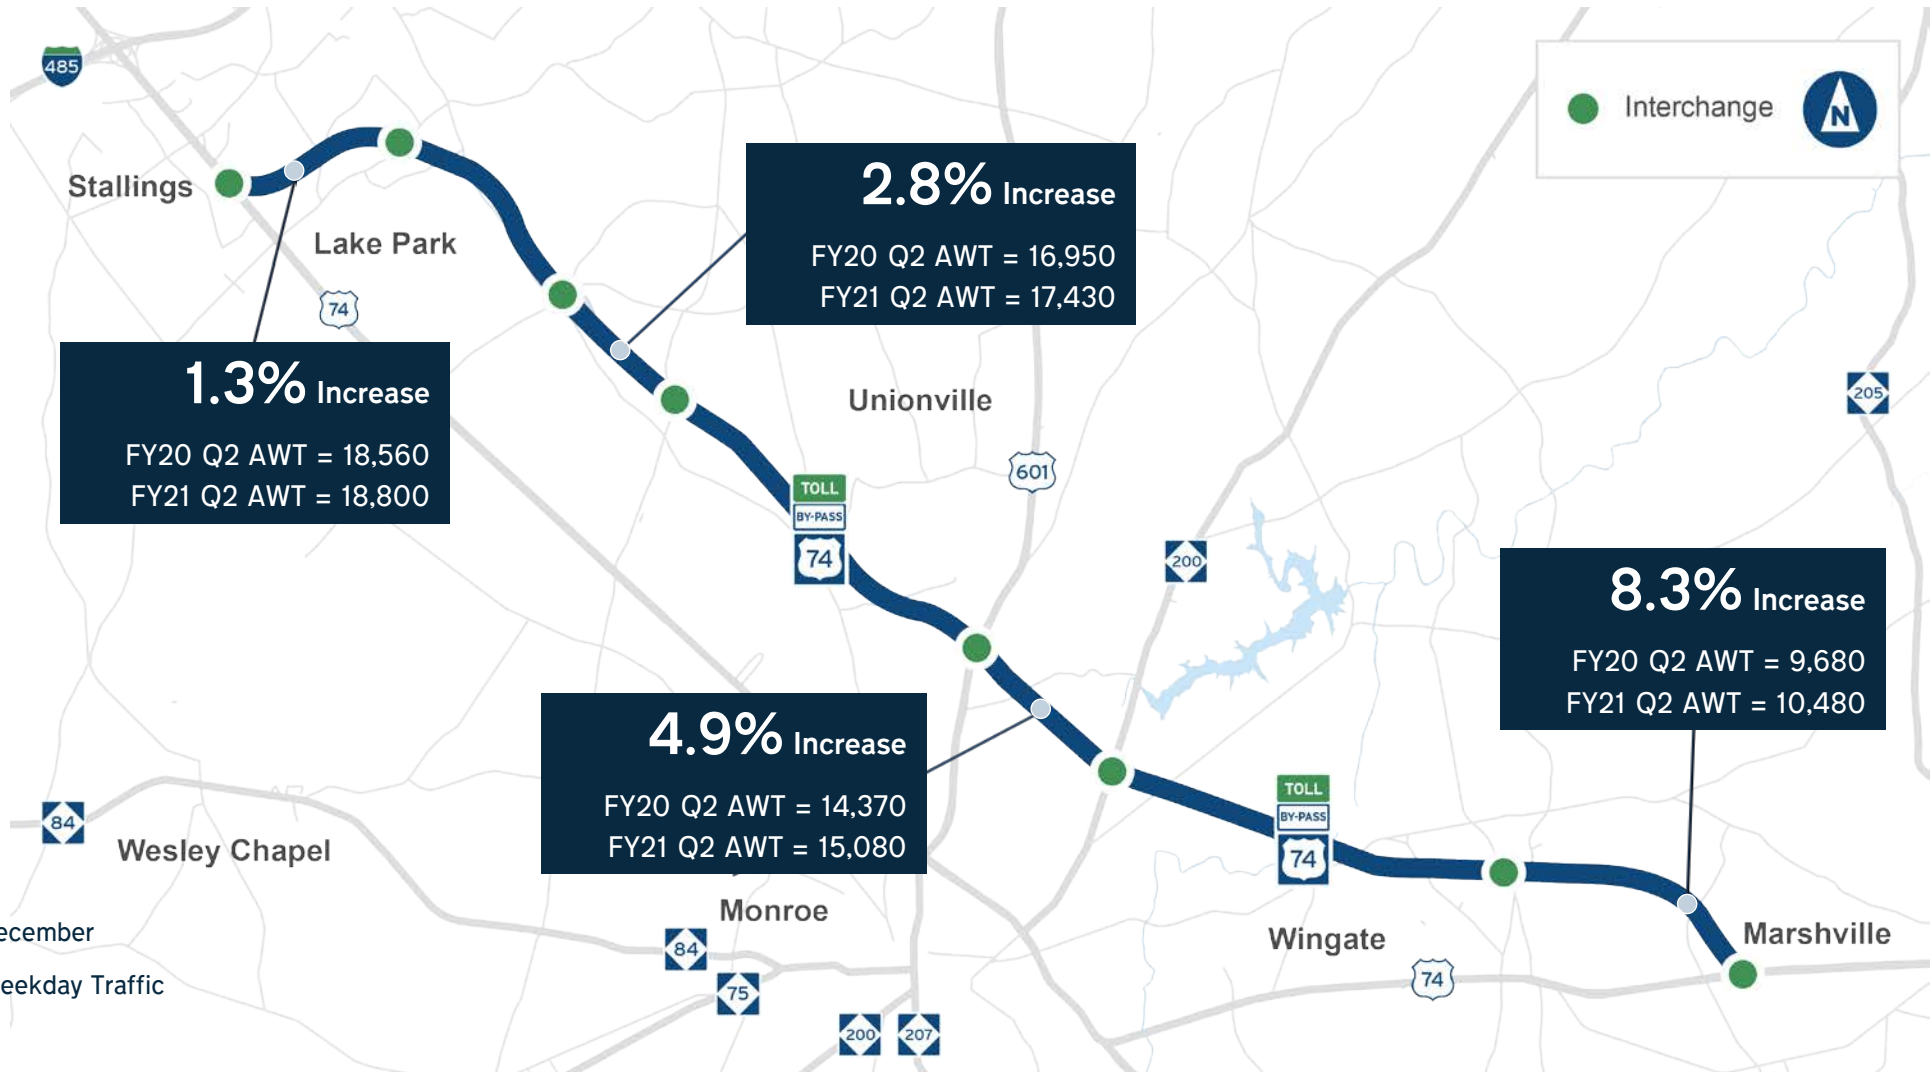 485
Interchange
N
Stallings
Lake Park
74
2.8% Increase
FY20 Q2 AWT = 16,950
FY21 Q2 AWT = 17,430
1.3% Increase
FY20 Q2 AWT = 18,560
FY21 Q2 AWT = 18,800
Unionville
205
601
TOLL
BY-PASS
74
200
8.3% Increase
FY20 Q2 AWT = 9,680
FY21 Q2 AWT = 10,480
4.9% Increase
FY20 Q2 AWT = 14,370
FY21 Q2 AWT = 15,080
TOLL
BY-PASS
74
84
Wesley Chapel
Monroe
Wingate
Marshville
ecember
84
eekday Traffic
75
74
200
207